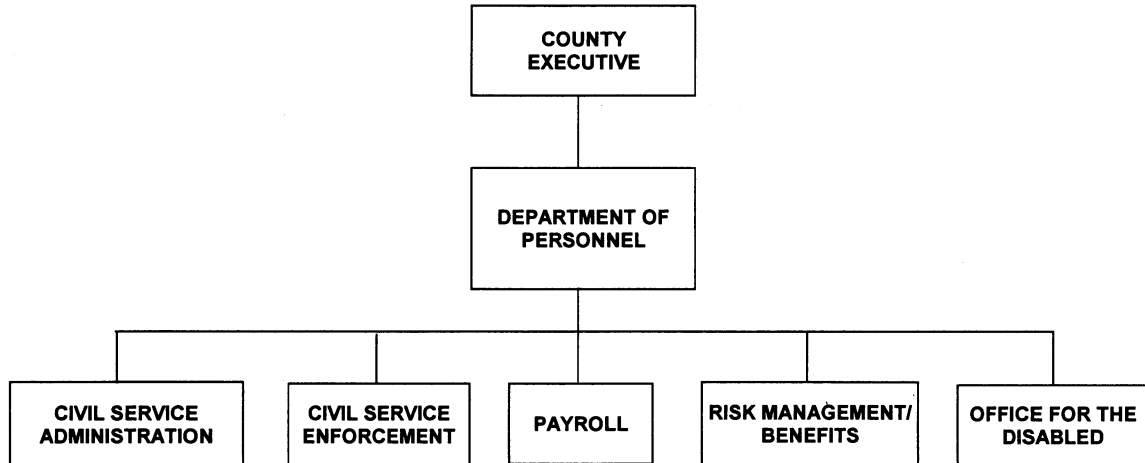 COUNTY
EXECUTIVE
DEPARTMENT OF
PERSONNEL
CIVIL SERVICE
ADMINISTRATION
CIVIL SERVICE
ENFORCEMENT
PAYROLL
RISK MANAGEMENT/
BENEFITS
OFFICE FOR THE
DISABLED